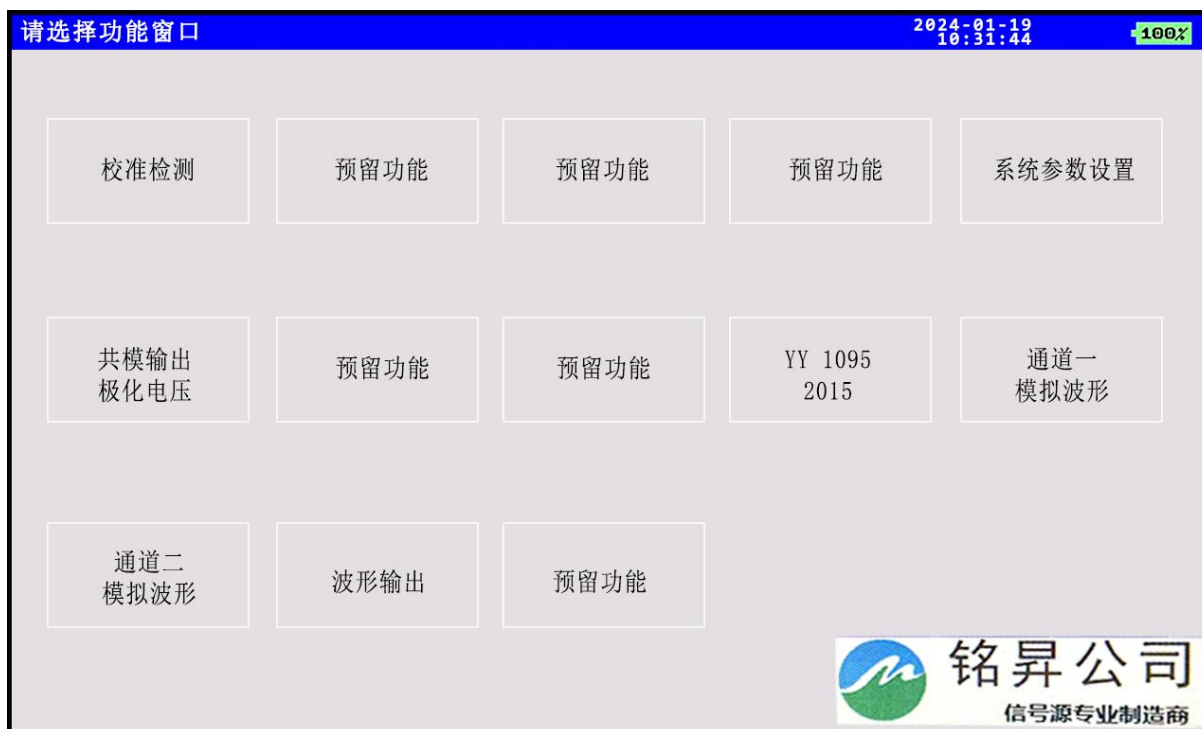 请选择功能窗口
2024-01-19
10:31:44
100%
校准检测
预留功能
预留功能
预留功能
系统参数设置
共模输出
极化电压
预留功能
预留功能
YY 1095
2015
通道一
模拟波形
通道二
模拟波形
波形输出
预留功能
铭昇公司
信号源专业制造商